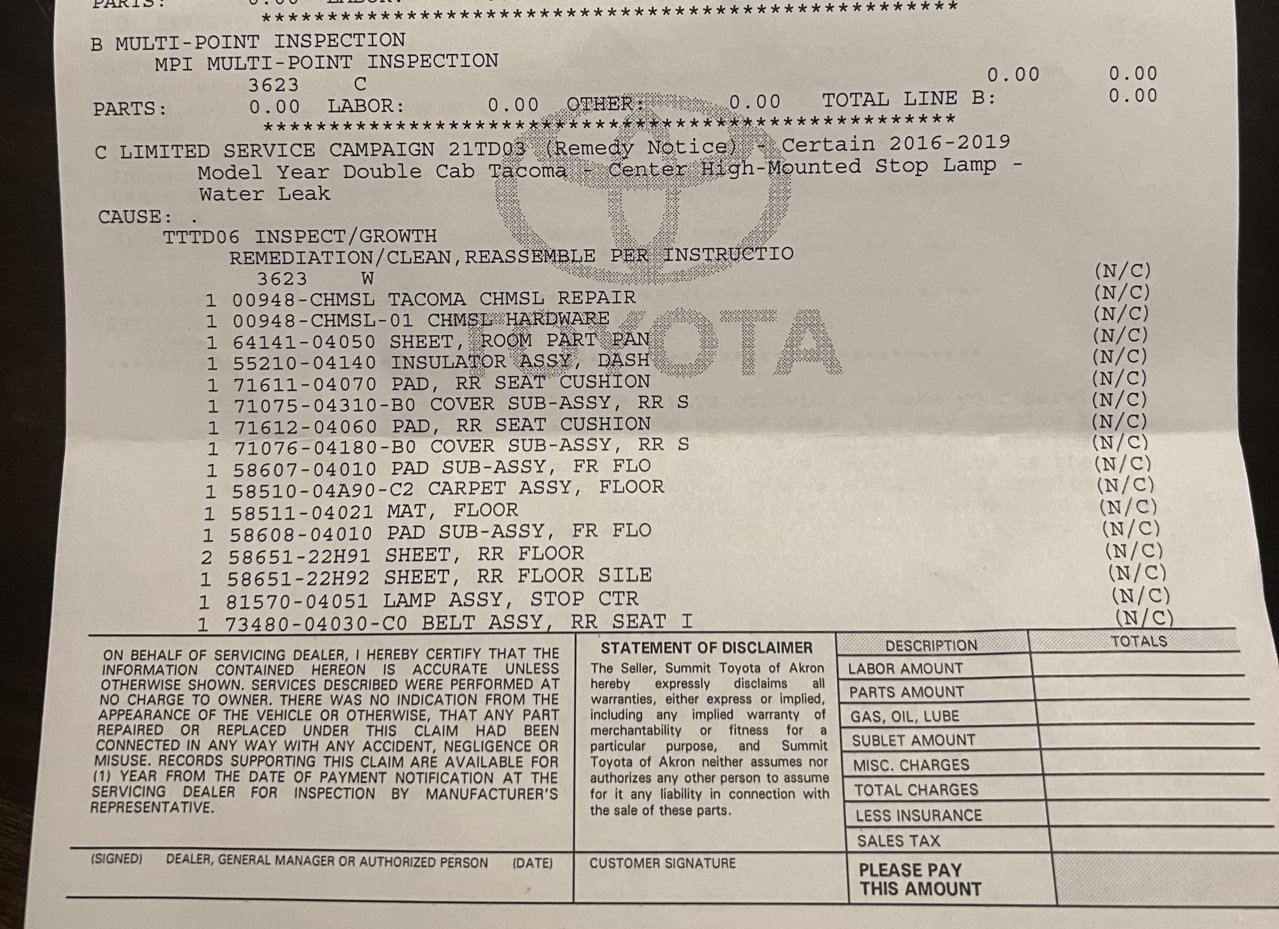 PARTS: 0.00
************************************************
B MULTI-POINT INSPECTION
MPI MULTI-POINT INSPECTION
3623 C
0.00 0.00
PARTS: 0.00 LABOR: 0.00 OTHER: 0.00 TOTAL LINE B: 0.00
************************************************
C LIMITED SERVICE CAMPAIGN 21TD03 (Remedy Notice) - Certain 2016-2019
Model Year Double Cab Tacoma - Center High-Mounted Stop Lamp -
Water Leak
CAUSE: .
TTTD06 INSPECT/GROWTH
REMEDIATION/CLEAN,REASSEMBLE PER INSTRUCTIO
3623 W (N/C)
1 00948-CHMSL TACOMA CHMSL REPAIR (N/C)
1 00948-CHMSL-01 CHMSL HARDWARE (N/C)
1 64141-04050 SHEET, ROOM PART PAN (N/C)
1 55210-04140 INSULATOR ASSY, DASH (N/C)
1 71611-04070 PAD, RR SEAT CUSHION (N/C)
1 71075-04310-B0 COVER SUB-ASSY, RR S (N/C)
1 71612-04060 PAD, RR SEAT CUSHION (N/C)
1 71076-04180-B0 COVER SUB-ASSY, RR S (N/C)
1 58607-04010 PAD SUB-ASSY, FR FLO (N/C)
1 58510-04A90-C2 CARPET ASSY, FLOOR (N/C)
1 58511-04021 MAT, FLOOR (N/C)
1 58608-04010 PAD SUB-ASSY, FR FLO (N/C)
2 58651-22H91 SHEET, RR FLOOR (N/C)
1 58651-22H92 SHEET, RR FLOOR SILE (N/C)
1 81570-04051 LAMP ASSY, STOP CTR (N/C)
1 73480-04030-C0 BELT ASSY, RR SEAT I (N/C)
TOYOTA
ON BEHALF OF SERVICING DEALER, I HEREBY CERTIFY THAT THE
INFORMATION CONTAINED HEREON IS ACCURATE UNLESS
OTHERWISE SHOWN. SERVICES DESCRIBED WERE PERFORMED AT
NO CHARGE TO OWNER. THERE WAS NO INDICATION FROM THE
APPEARANCE OF THE VEHICLE OR OTHERWISE, THAT ANY PART
REPAIRED OR REPLACED UNDER THIS CLAIM HAD BEEN
CONNECTED IN ANY WAY WITH ANY ACCIDENT, NEGLIGENCE OR
MISUSE. RECORDS SUPPORTING THIS CLAIM ARE AVAILABLE FOR
(1) YEAR FROM THE DATE OF PAYMENT NOTIFICATION AT THE
SERVICING DEALER FOR INSPECTION BY MANUFACTURER'S
REPRESENTATIVE.
(SIGNED) DEALER, GENERAL MANAGER OR AUTHORIZED PERSON (DATE)
STATEMENT OF DISCLAIMER
The Seller, Summit Toyota of Akron
hereby expressly disclaims all
warranties, either express or implied,
including any implied warranty of
merchantability or fitness for a
particular purpose, and Summit
Toyota of Akron neither assumes nor
authorizes any other person to assume
for it any liability in connection with
the sale of these parts.
CUSTOMER SIGNATURE
DESCRIPTION TOTALS
LABOR AMOUNT
PARTS AMOUNT
GAS, OIL, LUBE
SUBLET AMOUNT
MISC. CHARGES
TOTAL CHARGES
LESS INSURANCE
SALES TAX
PLEASE PAY
THIS AMOUNT